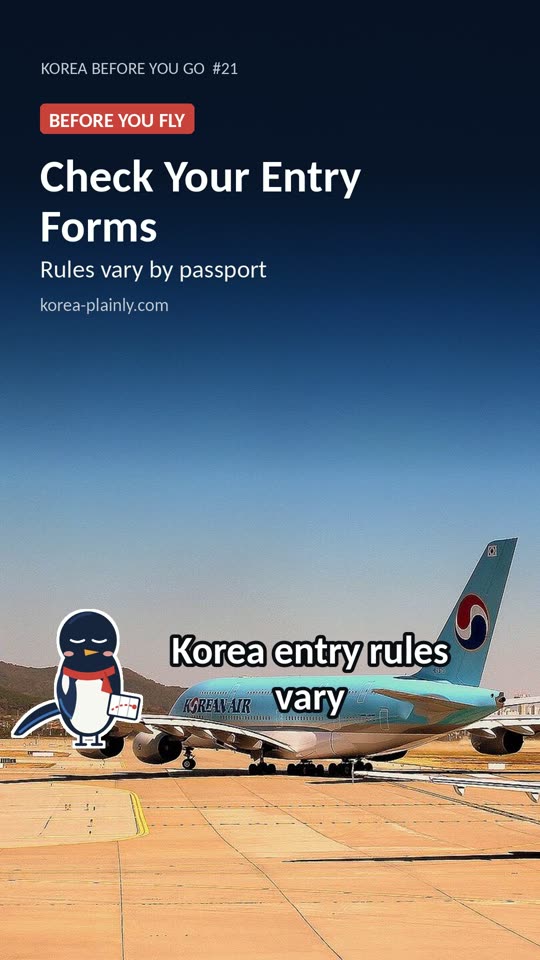 KOREA BEFORE YOU GO #21
BEFORE YOU FLY
Check Your Entry
Forms
Rules vary by passport
korea-plainly.com
Korea entry rules
vary
KOREAN AIR